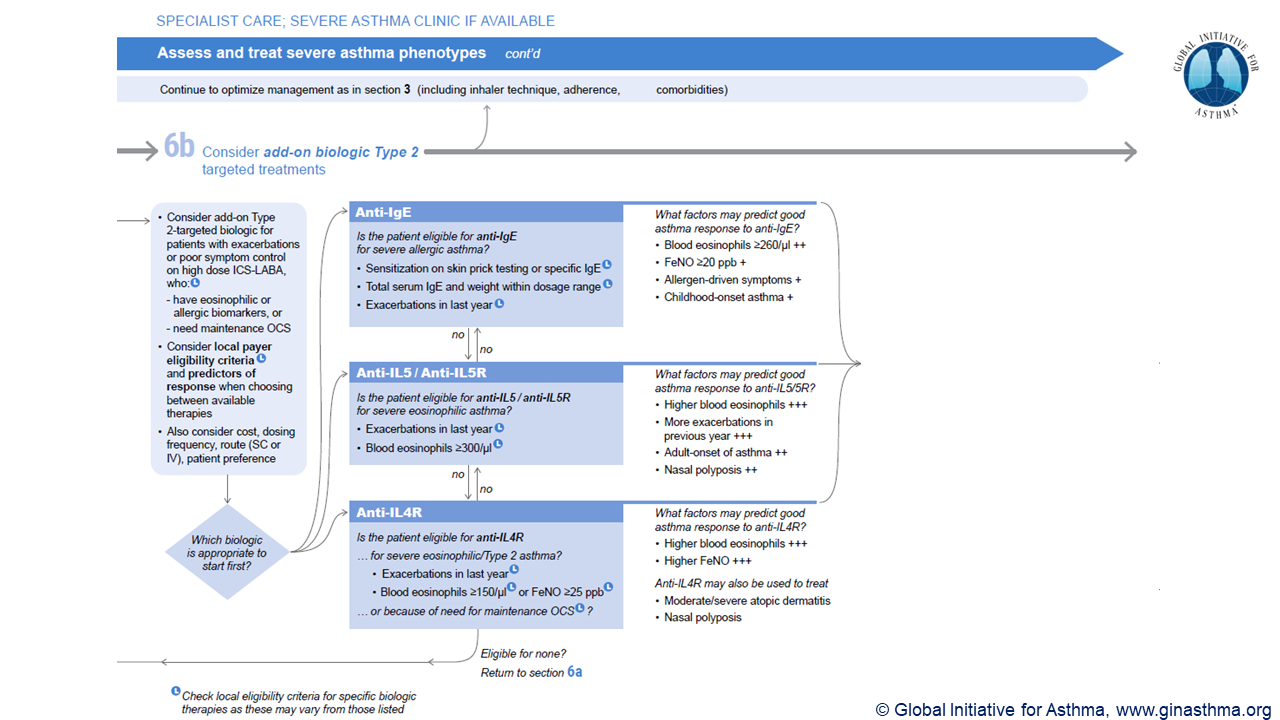 SPECIALIST CARE; SEVERE ASTHMA CLINIC IF AVAILABLE
Assess and treat severe asthma phenotypes cont'd
GLOBAL INITIATIVE FOR
ASTHMA
Continue to optimize management as in section 3 (including inhaler technique, adherence, comorbidities)
6b Consider add-on biologic Type 2
targeted treatments
• Consider add-on Type
2-targeted biologic for
patients with exacerbations
or poor symptom control
on high dose ICS-LABA,
who:
- have eosinophilic or
allergic biomarkers, or
- need maintenance OCS
• Consider local payer
eligibility criteria
and predictors of
response when choosing
between available
therapies
• Also consider cost, dosing
frequency, route (SC or
IV), patient preference
Which biologic
is appropriate to
start first?
Anti-IgE
Is the patient eligible for anti-IgE
for severe allergic asthma?
• Sensitization on skin prick testing or specific IgE
• Total serum IgE and weight within dosage range
• Exacerbations in last year
What factors may predict good
asthma response to anti-IgE?
• Blood eosinophils ≥260/µl ++
• FeNO ≥20 ppb +
• Allergen-driven symptoms +
• Childhood-onset asthma +
no
no
Anti-IL5 / Anti-IL5R
Is the patient eligible for anti-IL5 / anti-IL5R
for severe eosinophilic asthma?
• Exacerbations in last year
• Blood eosinophils ≥300/µl
What factors may predict good
asthma response to anti-IL5/5R?
• Higher blood eosinophils +++
• More exacerbations in
previous year +++
• Adult-onset of asthma ++
• Nasal polyposis ++
no
no
Anti-IL4R
Is the patient eligible for anti-IL4R
… for severe eosinophilic/Type 2 asthma?
• Exacerbations in last year
• Blood eosinophils ≥150/µl or FeNO ≥25 ppb
… or because of need for maintenance OCS ?
What factors may predict good
asthma response to anti-IL4R?
• Higher blood eosinophils +++
• Higher FeNO +++
Anti-IL4R may also be used to treat
• Moderate/severe atopic dermatitis
• Nasal polyposis
Eligible for none?
Return to section 6a
L Check local eligibility criteria for specific biologic
therapies as these may vary from those listed
© Global Initiative for Asthma, www.ginasthma.org